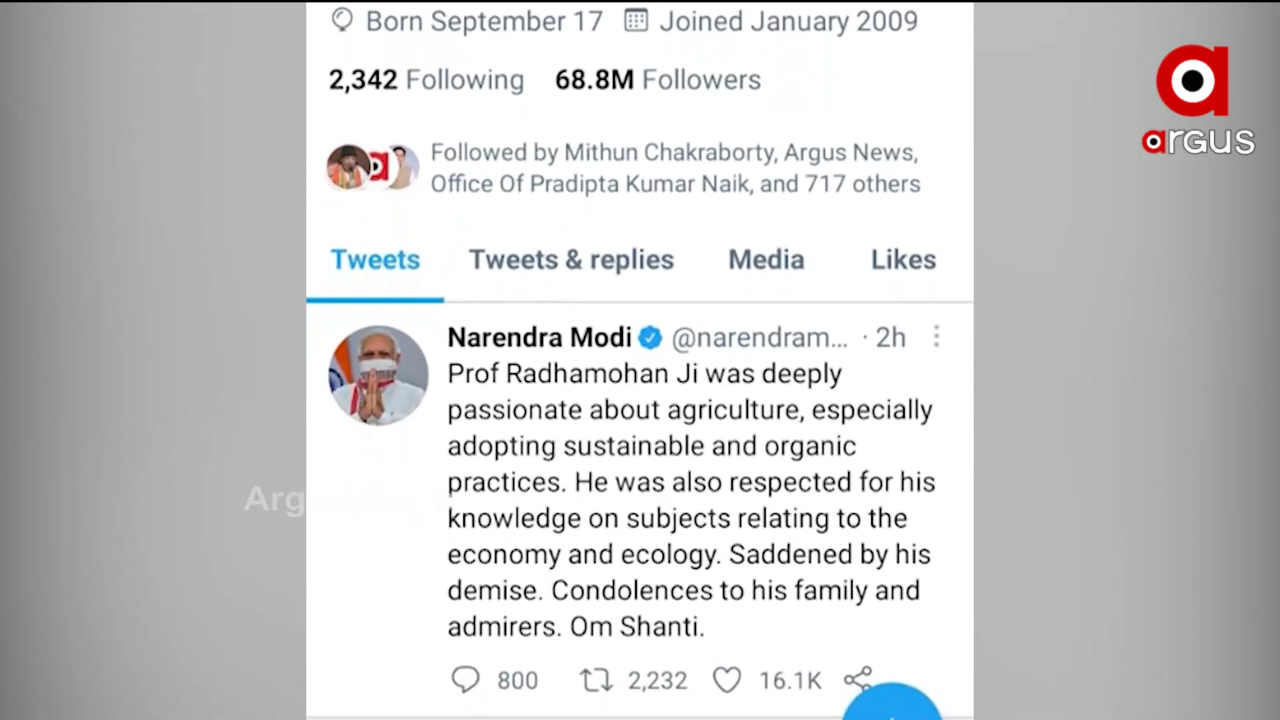 Born September 17 Joined January 2009
2,342 Following 68.8M Followers
argus
Followed by Mithun Chakraborty, Argus News,
Office Of Pradipta Kumar Naik, and 717 others
Tweets Tweets & replies Media Likes
Narendra Modi @narendram... · 2h
Prof Radhamohan Ji was deeply
passionate about agriculture, especially
adopting sustainable and organic
practices. He was also respected for his
knowledge on subjects relating to the
economy and ecology. Saddened by his
demise. Condolences to his family and
admirers. Om Shanti.
800 2,232 16.1K